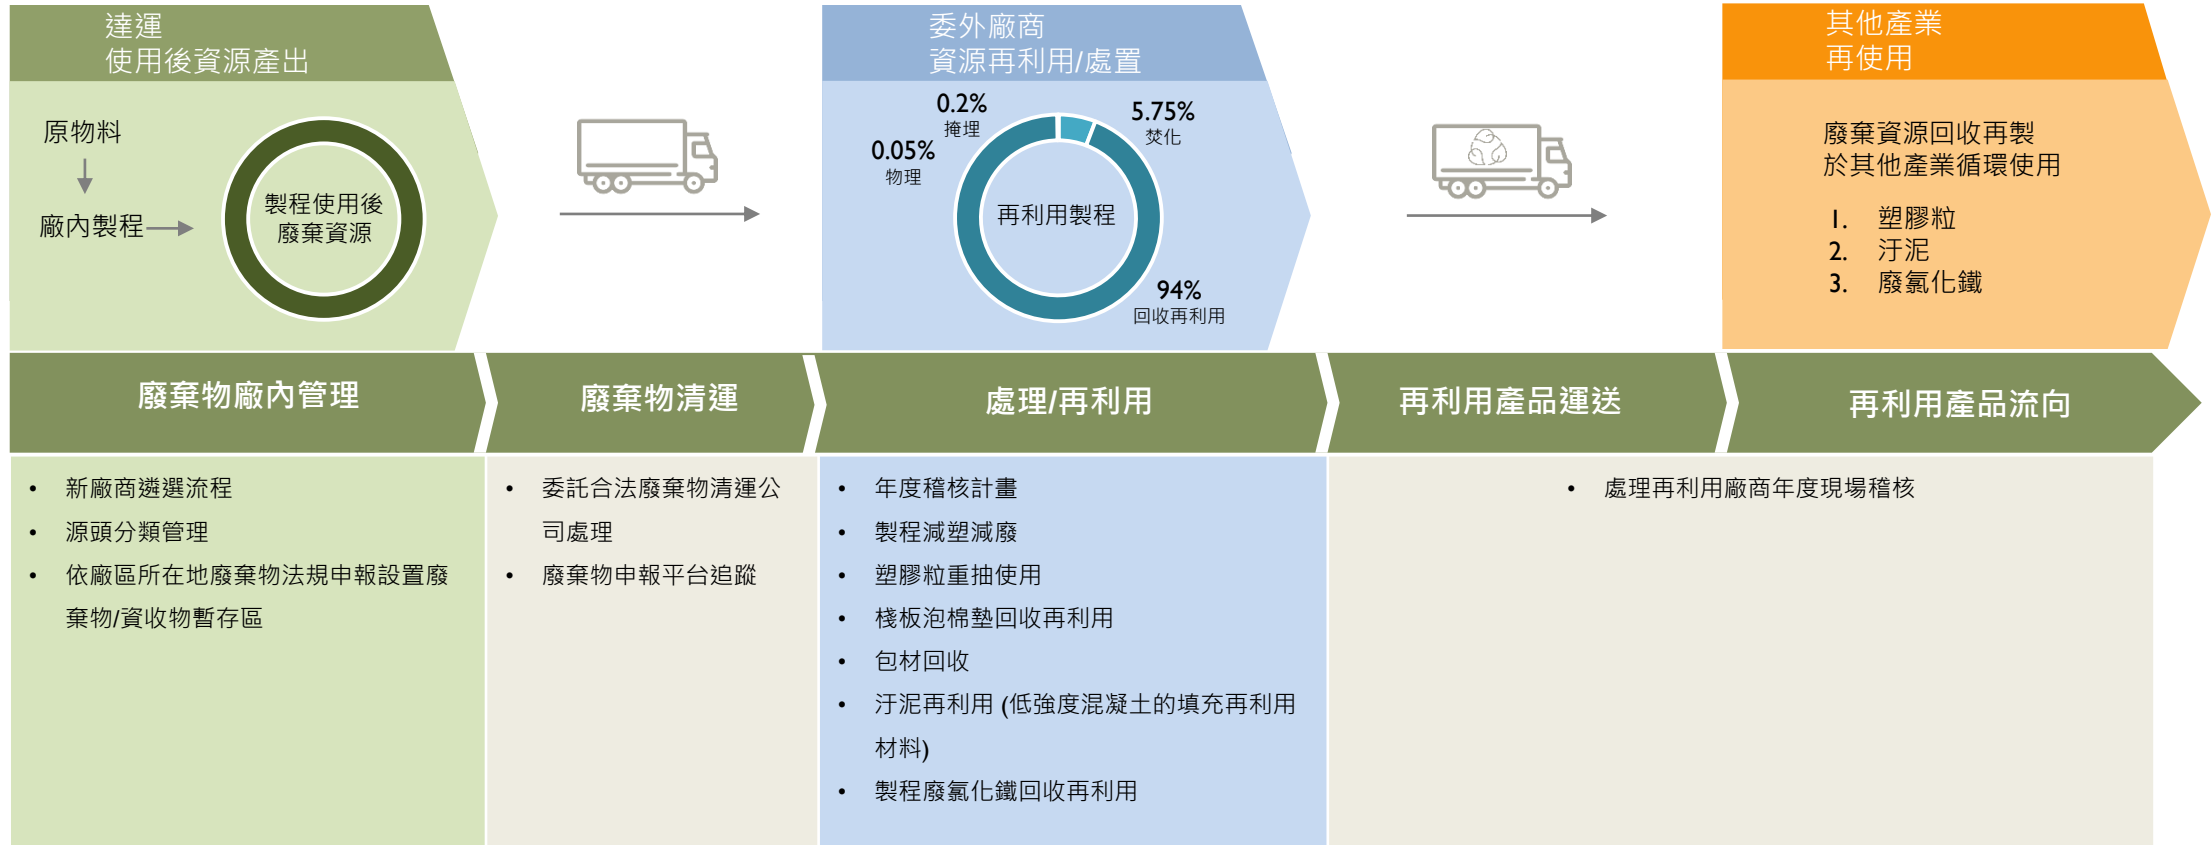 達運
使用後資源產出
原物料
廠內製程
製程使用後
廢棄資源
委外廠商
資源再利用/處置
0.2%
掩埋
0.05%
物理
5.75%
焚化
再利用製程
94%
回收再利用
其他產業
再使用
廢棄資源回收再製
於其他產業循環使用
1. 塑膠粒
2. 汙泥
3. 廢氯化鐵
廢棄物廠內管理
廢棄物清運
處理/再利用
再利用產品運送
再利用產品流向
• 新廠商遴選流程
• 源頭分類管理
• 依廠區所在地廢棄物法規申報設置廢
棄物/資收物暫存區
• 委託合法廢棄物清運公
司處理
• 廢棄物申報平台追蹤
• 年度稽核計畫
• 製程減塑減廢
• 塑膠粒重抽使用
• 棧板泡棉墊回收再利用
• 包材回收
• 汙泥再利用 (低強度混凝土的填充再利用
材料)
• 製程廢氯化鐵回收再利用
• 處理再利用廠商年度現場稽核